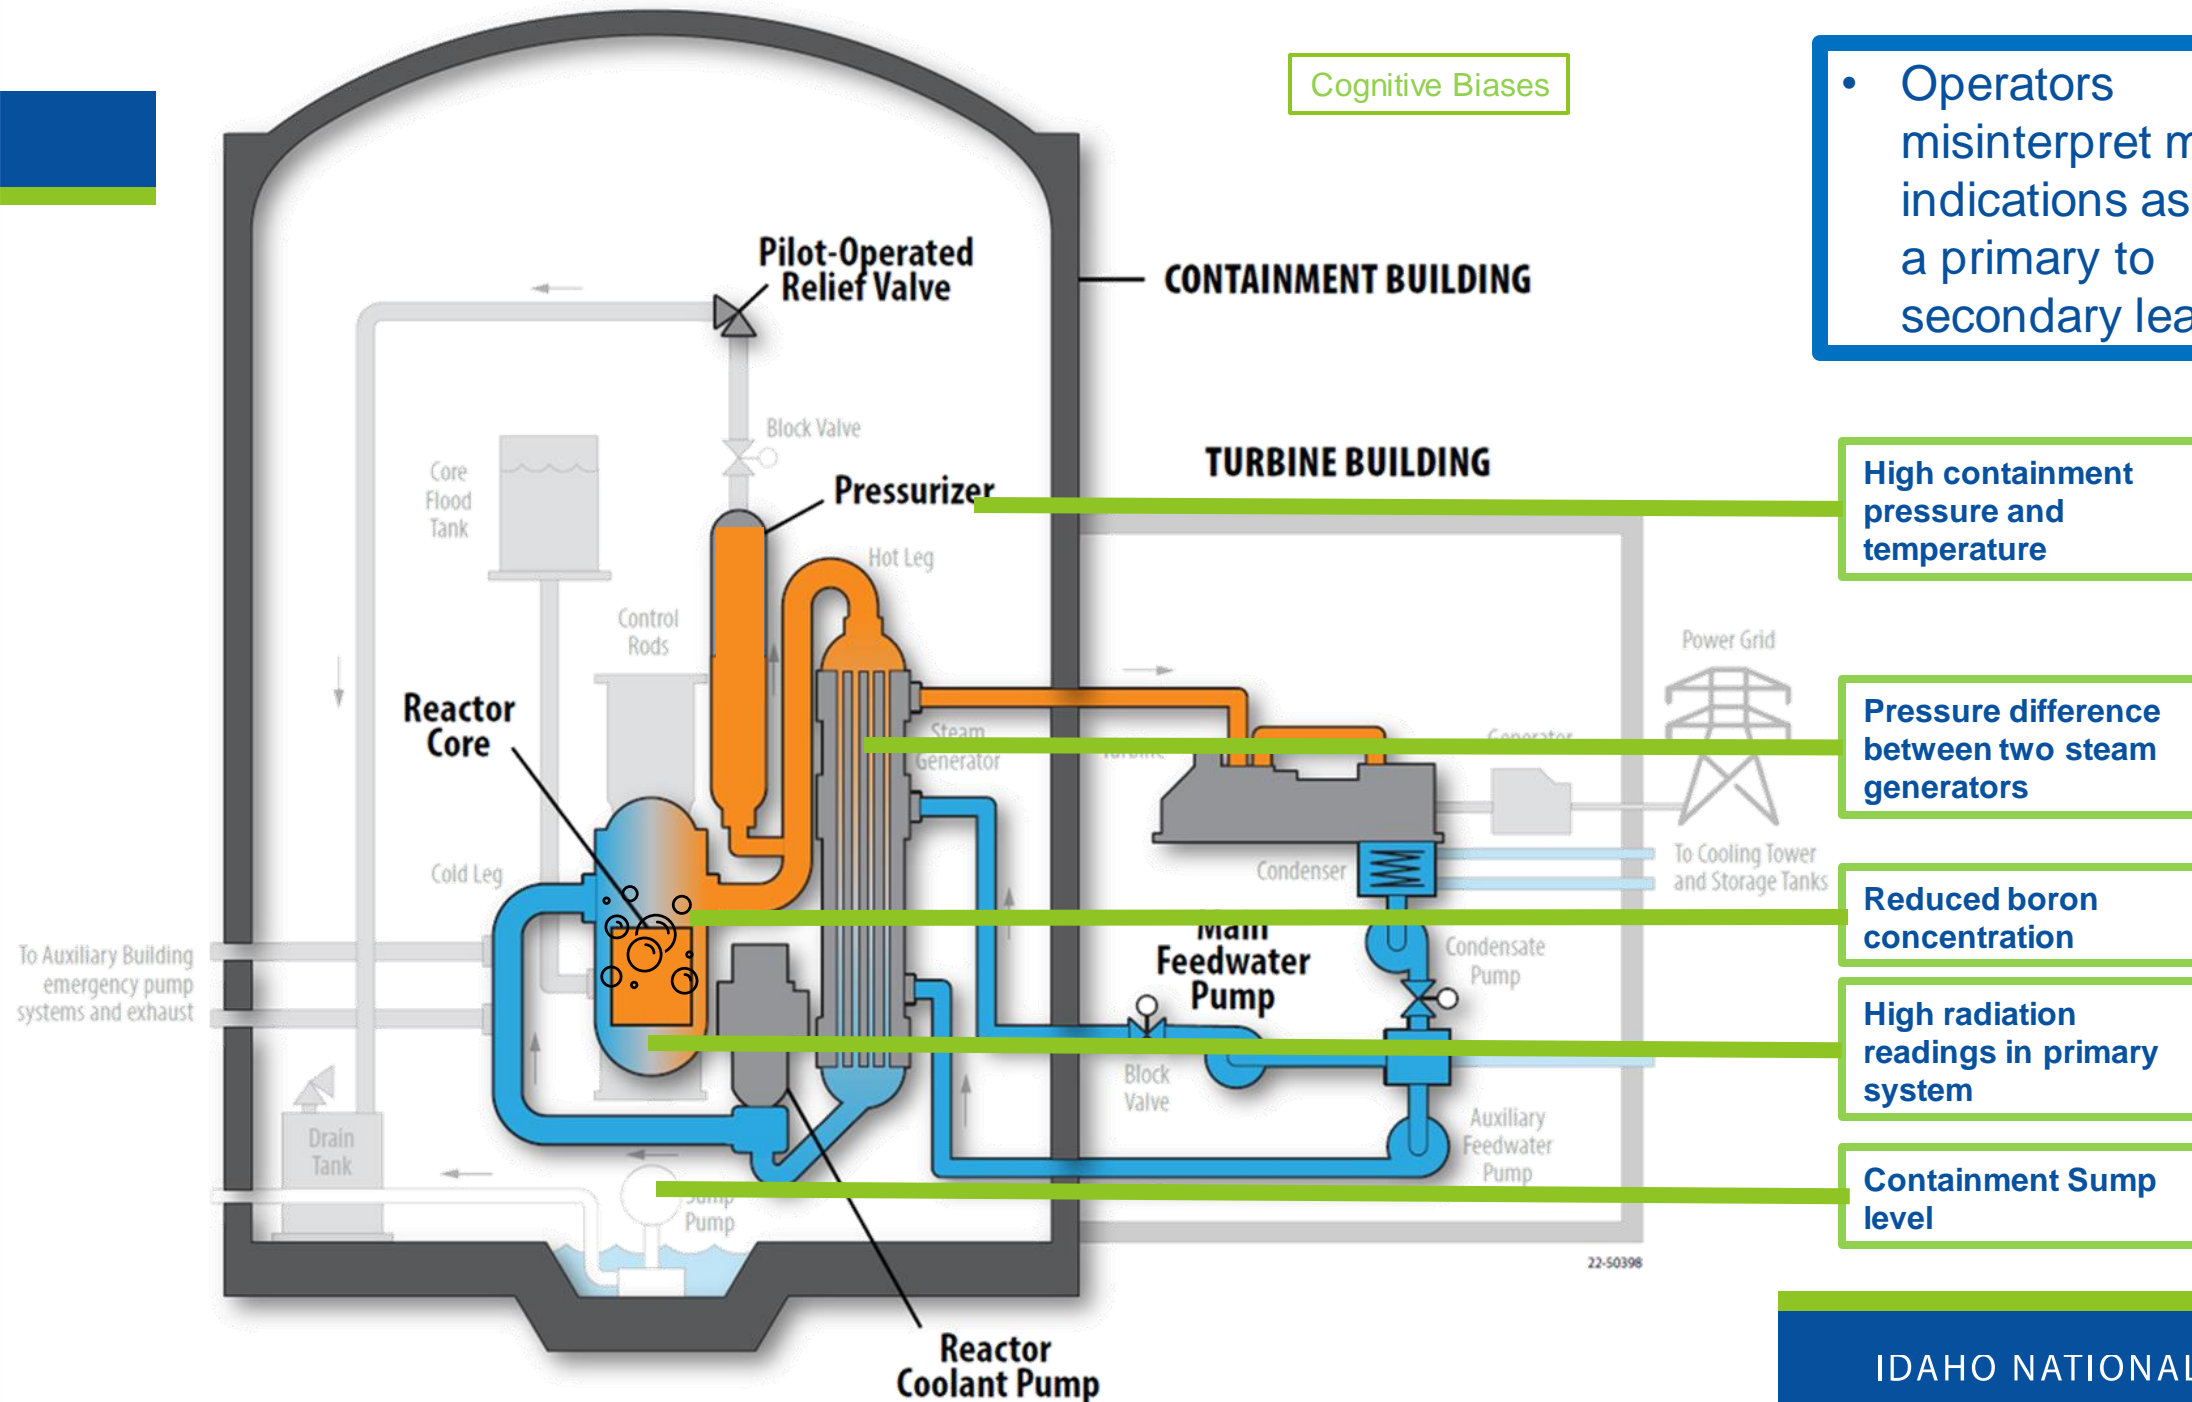 Cognitive Biases
• Operators
misinterpret
indications as
a primary to
secondary
Pilot-Operated
Relief Valve
CONTAINMENT BUILDING
Block Valve
TURBINE BUILDING
Core
Flood
Tank
Pressurizer
High containment
pressure and
temperature
Hot Leg
Control
Rods
Power Grid
Reactor
Core
Steam
Generator
Turbine
Generator
Pressure difference
between two steam
generators
Cold Leg
Condenser
To Cooling Tower
and Storage Tanks
Reduced boron
concentration
Main
Feedwater
Pump
Condensate
Pump
To Auxiliary Building
emergency pump
systems and exhaust
High radiation
readings in primary
system
Block
Valve
Auxiliary
Feedwater
Pump
Drain
Tank
Sump
Pump
Containment Sump
level
22-50398
Reactor
Coolant Pump
IDAHO NATIONAL